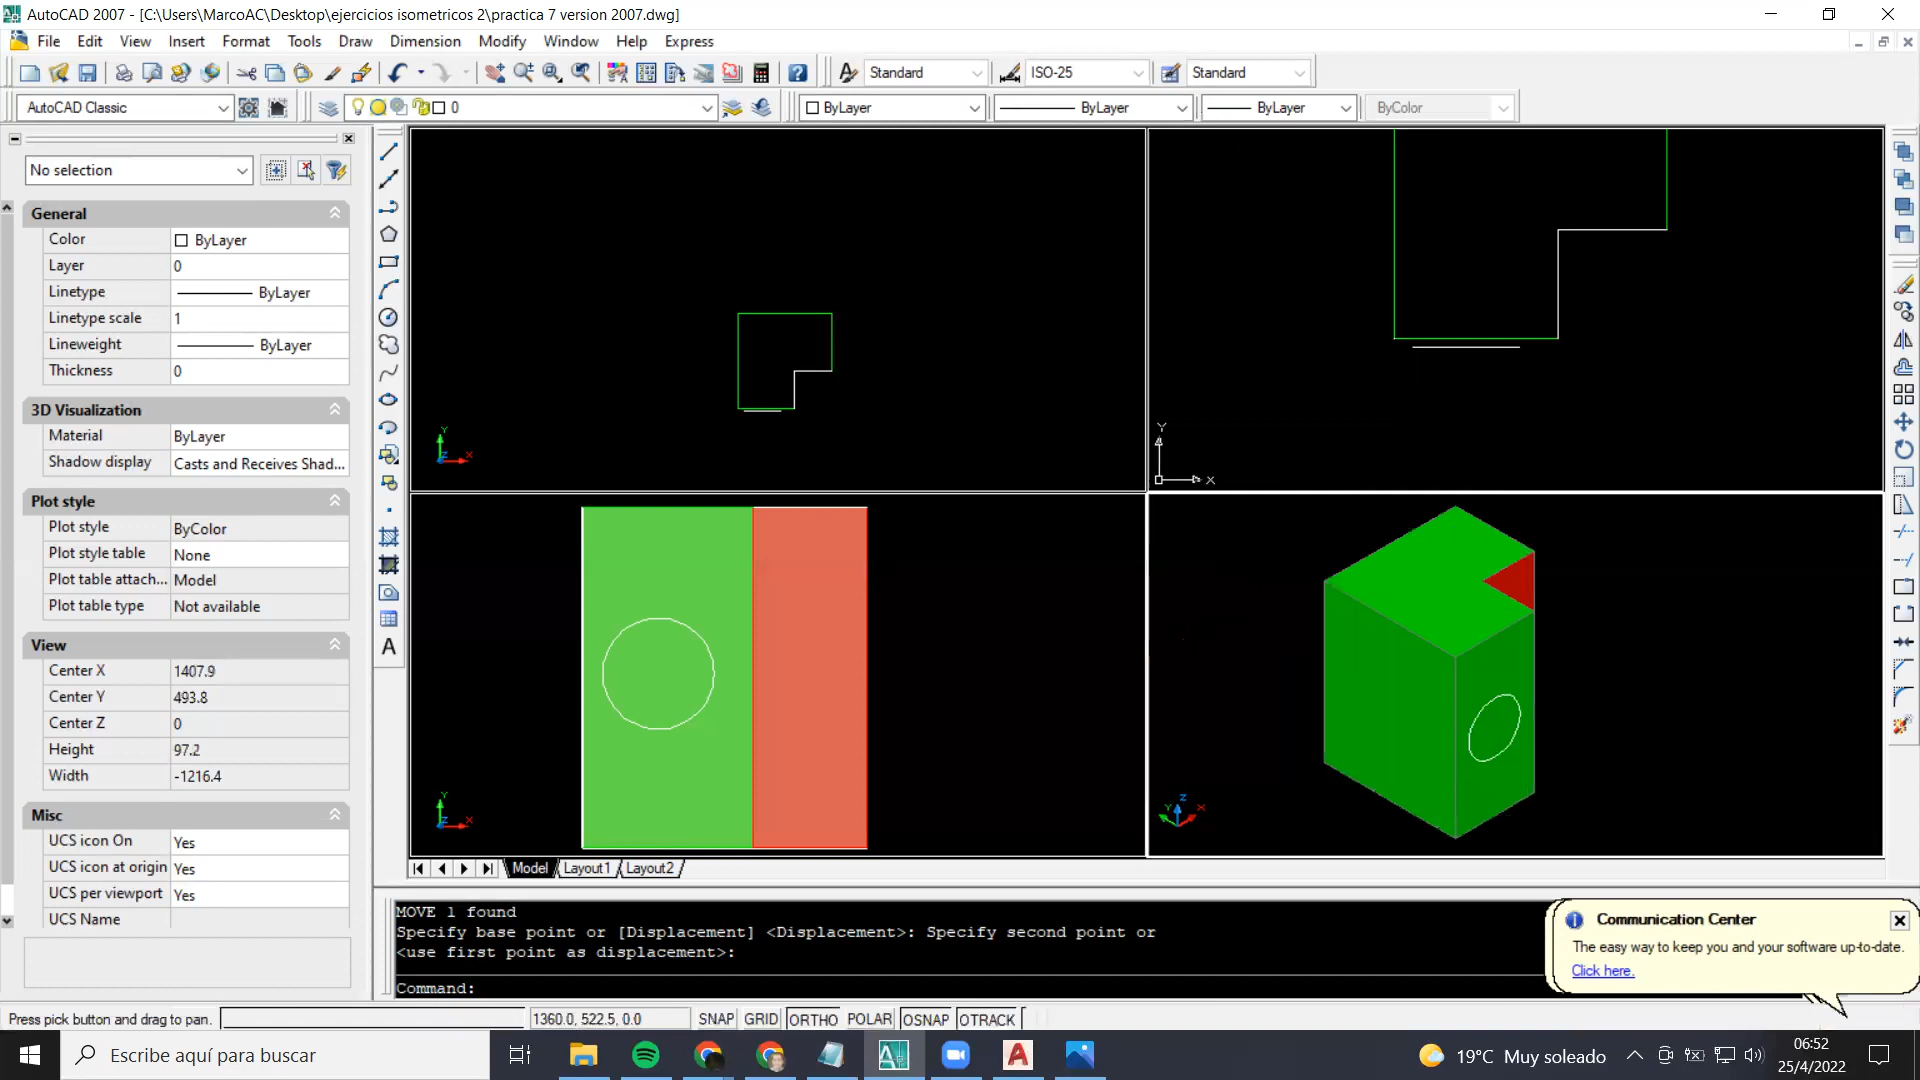 AutoCAD 2007 - [C:\Users\MarcoAC\Desktop\ejercicios isometricos 2\practica 7 version 2007.dwg]
File Edit View Insert Format Tools Draw Dimension Modify Window Help Express
Standard ISO-25 Standard
AutoCAD Classic 0 ByLayer ByLayer ByLayer ByColor
No selection
General
Color ByLayer
Layer 0
Linetype ByLayer
Linetype scale 1
Lineweight ByLayer
Thickness 0
3D Visualization
Material ByLayer
Shadow display Casts and Receives Shad...
Plot style
Plot style ByColor
Plot style table None
Plot table attach... Model
Plot table type Not available
View
Center X 1407.9
Center Y 493.8
Center Z 0
Height 97.2
Width -1216.4
Misc
UCS icon On Yes
UCS icon at origin Yes
UCS per viewport Yes
UCS Name
A
Y
X
Y
X
Y
X
Z
Y
X
Model Layout1 Layout2
MOVE 1 found
Specify base point or [Displacement] <Displacement>: Specify second point or
<use first point as displacement>:
Command:
Communication Center
The easy way to keep you and your software up-to-date.
Click here.
Press pick button and drag to pan. 1360.0, 522.5, 0.0 SNAP GRID ORTHO POLAR OSNAP OTRACK
Escribe aquí para buscar
19°C Muy soleado
06:52
25/4/2022